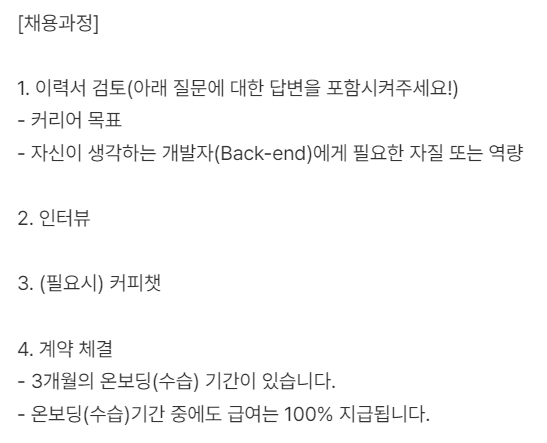 [채용과정]
1. 이력서 검토(아래 질문에 대한 답변을 포함시켜주세요!)
- 커리어 목표
- 자신이 생각하는 개발자(Back-end)에게 필요한 자질 또는 역량
2. 인터뷰
3. (필요시) 커피챗
4. 계약 체결
- 3개월의 온보딩(수습) 기간이 있습니다.
- 온보딩(수습)기간 중에도 급여는 100% 지급됩니다.